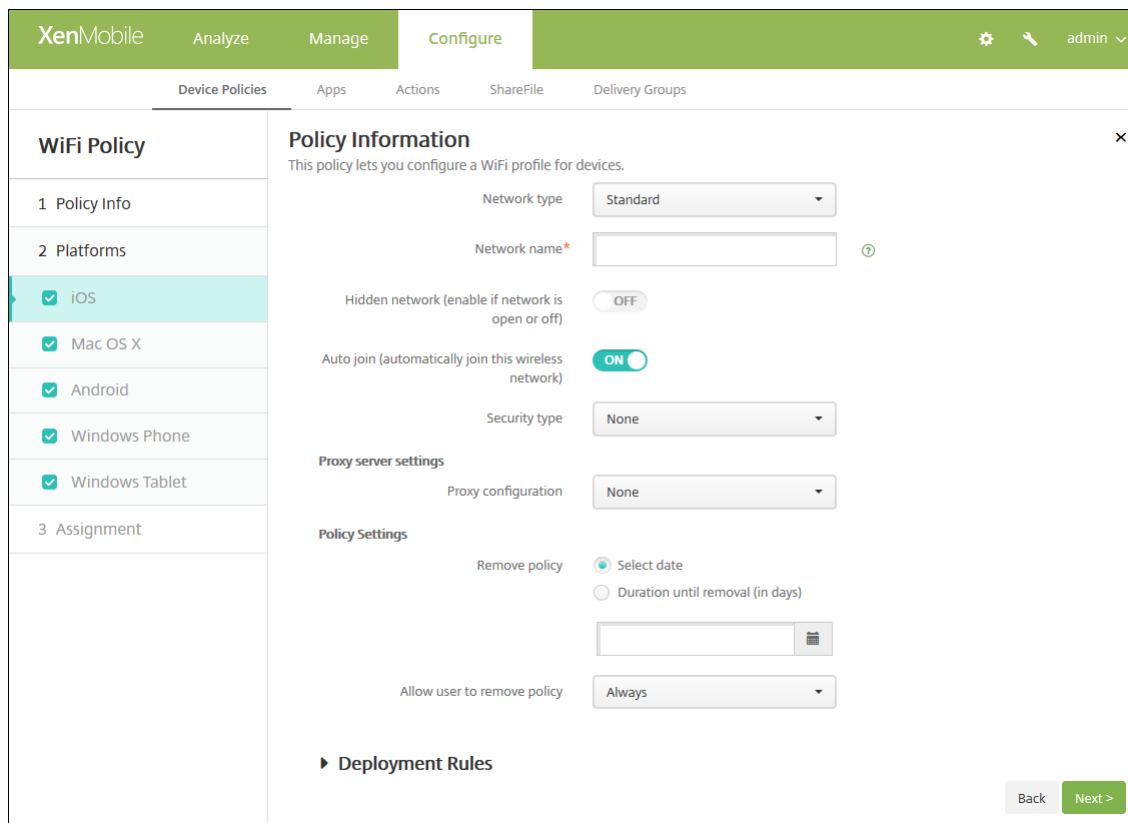 XenMobile Analyze Manage Configure admin
Device Policies Apps Actions ShareFile Delivery Groups
WiFi Policy
1 Policy Info
2 Platforms
iOS
Mac OS X
Android
Windows Phone
Windows Tablet
3 Assignment
Policy Information
This policy lets you configure a WiFi profile for devices.
Network type Standard
Network name*
Hidden network (enable if network is
open or off) OFF
Auto join (automatically join this wireless
network) ON
Security type None
Proxy server settings
Proxy configuration None
Policy Settings
Remove policy Select date
Duration until removal (in days)
Allow user to remove policy Always
Deployment Rules
Back Next >